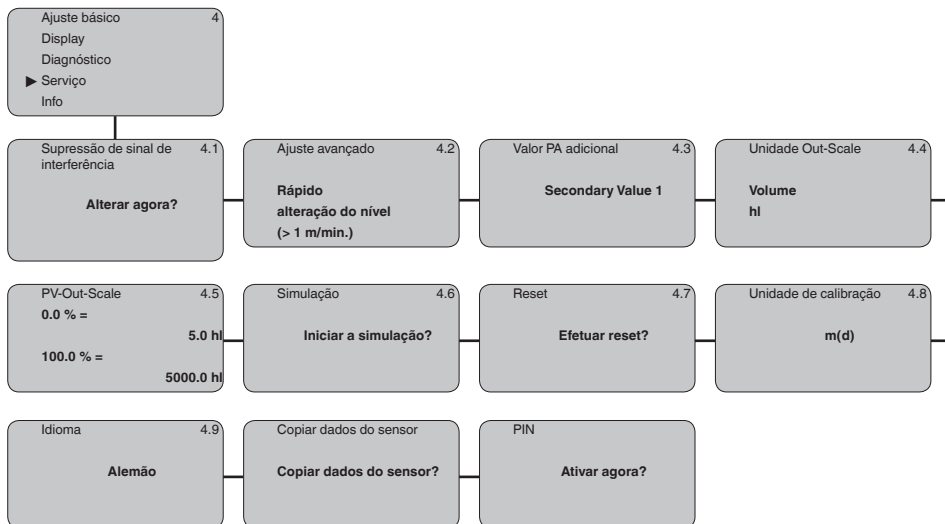 Ajuste básico 4
Display
Diagnóstico
▶ Serviço
Info
Supressão de sinal de 4.1
interferência
Alterar agora?
Ajuste avançado 4.2
Rápido
alteração do nível
(> 1 m/min.)
Valor PA adicional 4.3
Secondary Value 1
Unidade Out-Scale 4.4
Volume
hl
PV-Out-Scale 4.5
0.0 % =
5.0 hl
100.0 % =
5000.0 hl
Simulação 4.6
Iniciar a simulação?
Reset 4.7
Efetuar reset?
Unidade de calibração 4.8
m(d)
Idioma 4.9
Alemão
Copiar dados do sensor
Copiar dados do sensor?
PIN
Ativar agora?